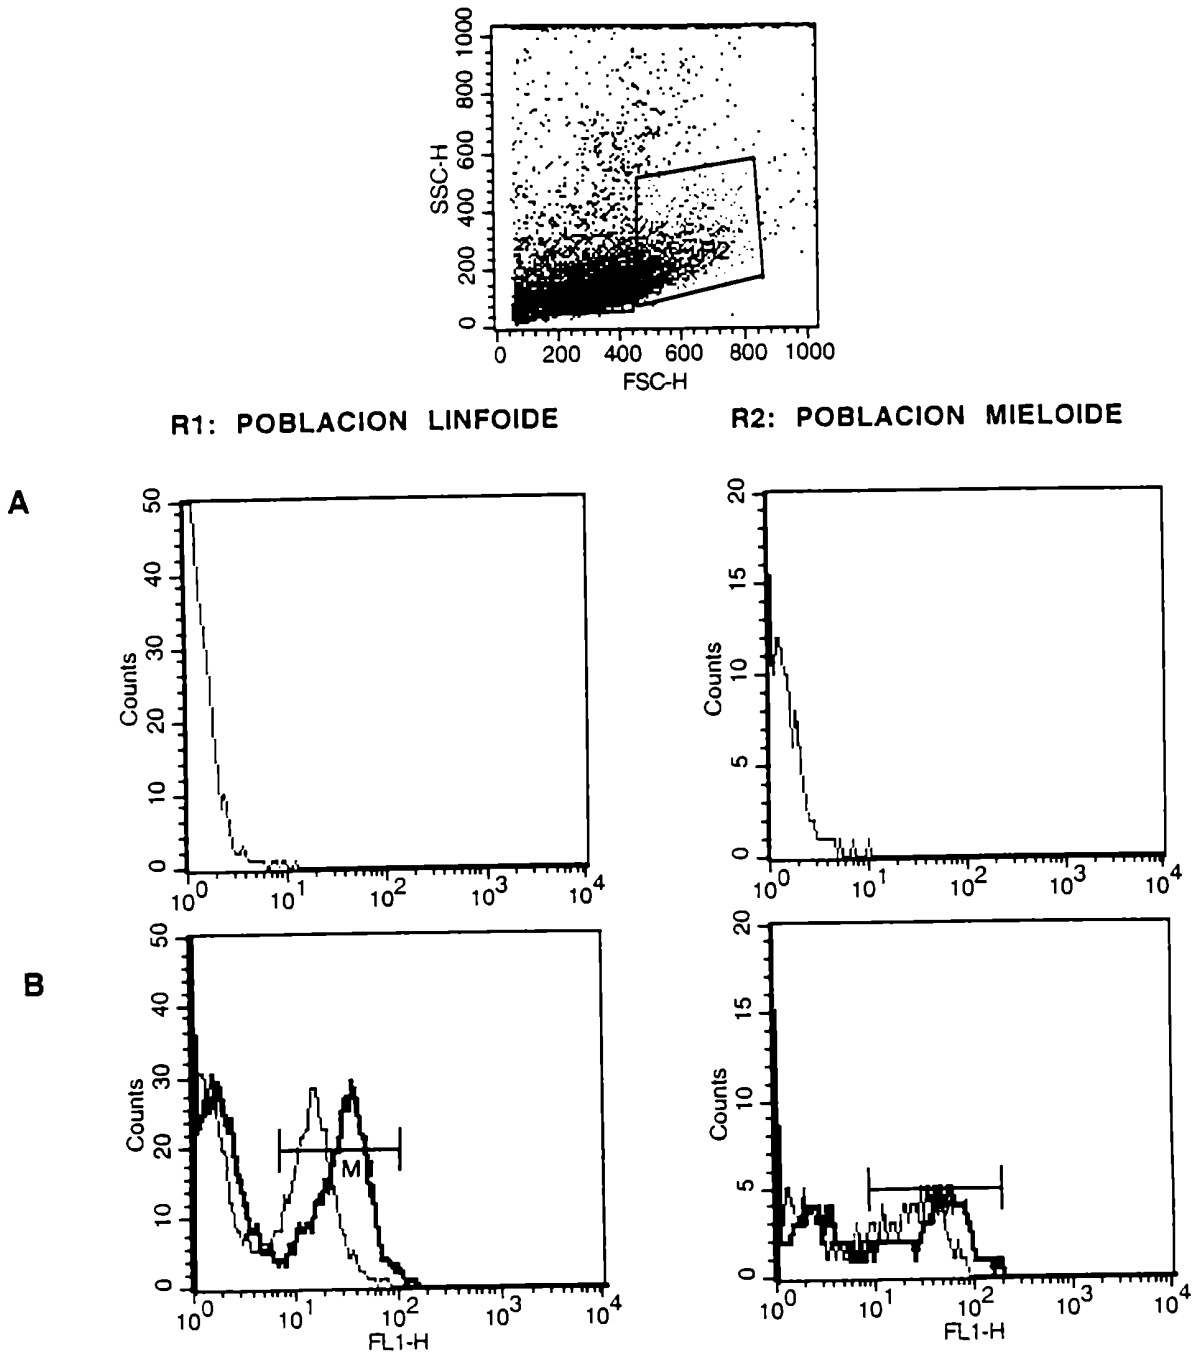 1000
800
600
400
200
0
SSC-H
R2
0 200 400 600 800 1000
FSC-H
R1: POBLACION LINFOIDE
R2: POBLACION MIELOIDE
A
50
40
30
20
10
0
Counts
10^0 10^1 10^2 10^3 10^4
20
15
10
5
0
Counts
10^0 10^1 10^2 10^3 10^4
B
50
40
30
20
10
0
Counts
M
10^0 10^1 10^2 10^3 10^4
FL1-H
20
15
10
5
0
Counts
10^0 10^1 10^2 10^3 10^4
FL1-H